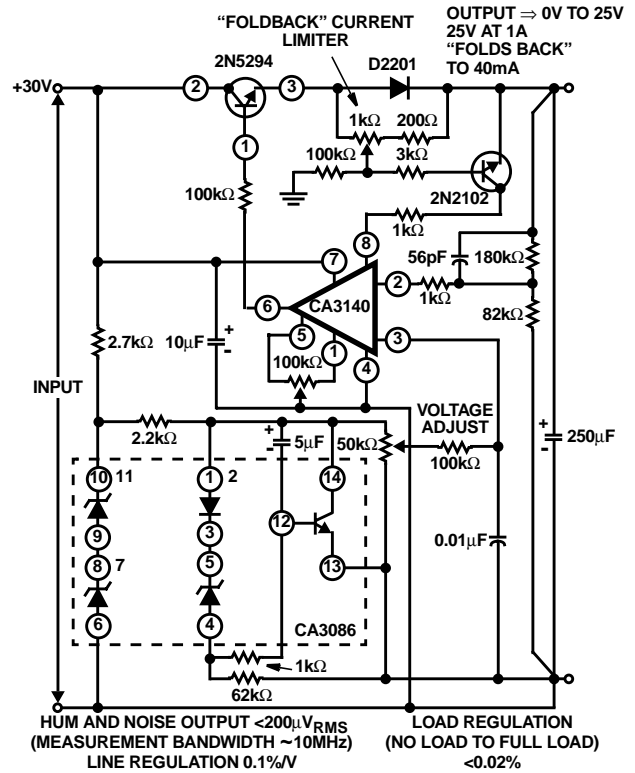 "FOLDBACK" CURRENT
LIMITER
OUTPUT ⇒ 0V TO 25V
25V AT 1A
"FOLDS BACK"
TO 40mA
2N5294
D2201
+30V
2
3
1
1kΩ
200Ω
100kΩ
3kΩ
100kΩ
2N2102
1kΩ
8
7
56pF
180kΩ
2
1kΩ
6
CA3140
82kΩ
5
3
2.7kΩ
10μF
+
-
1
100kΩ
4
INPUT
VOLTAGE
ADJUST
2.2kΩ
+
-
5μF
50kΩ
100kΩ
+
-
250μF
10
11
1
2
14
12
9
3
0.01μF
8
7
5
13
6
4
CA3086
1kΩ
62kΩ
HUM AND NOISE OUTPUT <200μVRMS
(MEASUREMENT BANDWIDTH ~10MHz)
LINE REGULATION 0.1%/V
LOAD REGULATION
(NO LOAD TO FULL LOAD)
<0.02%